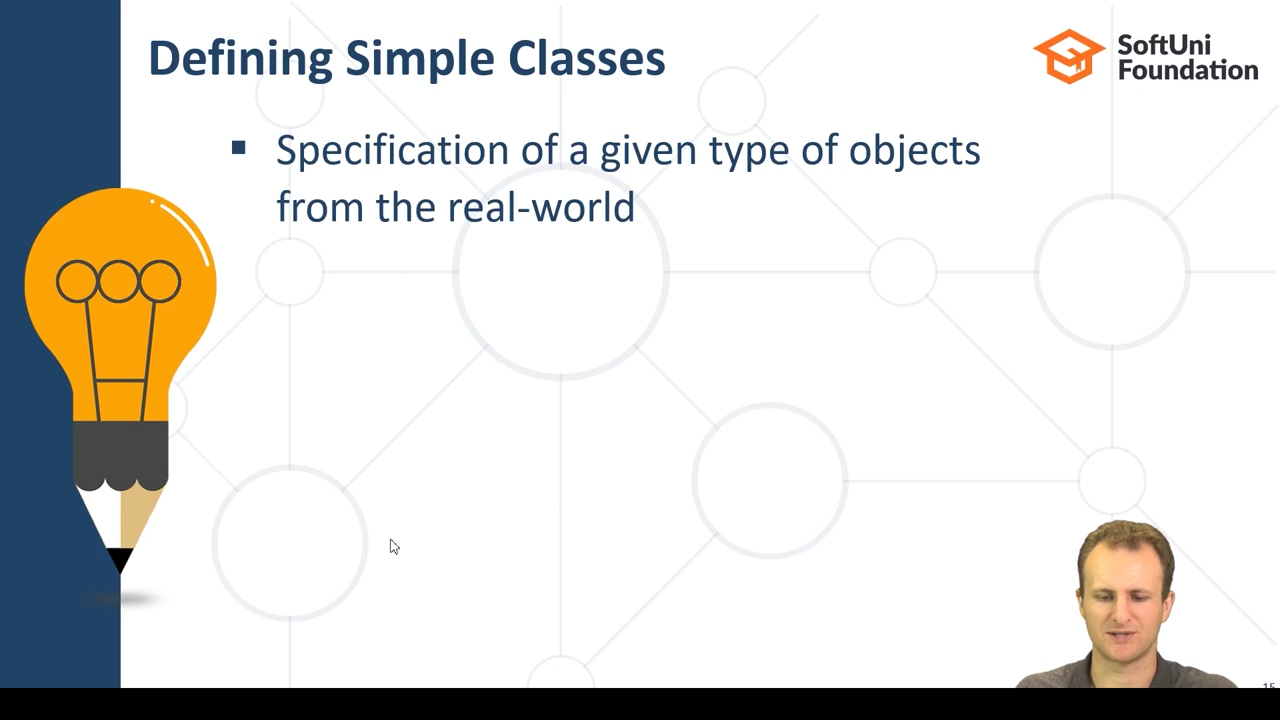 Defining Simple Classes
SoftUni
Foundation
▪ Specification of a given type of objects
from the real-world